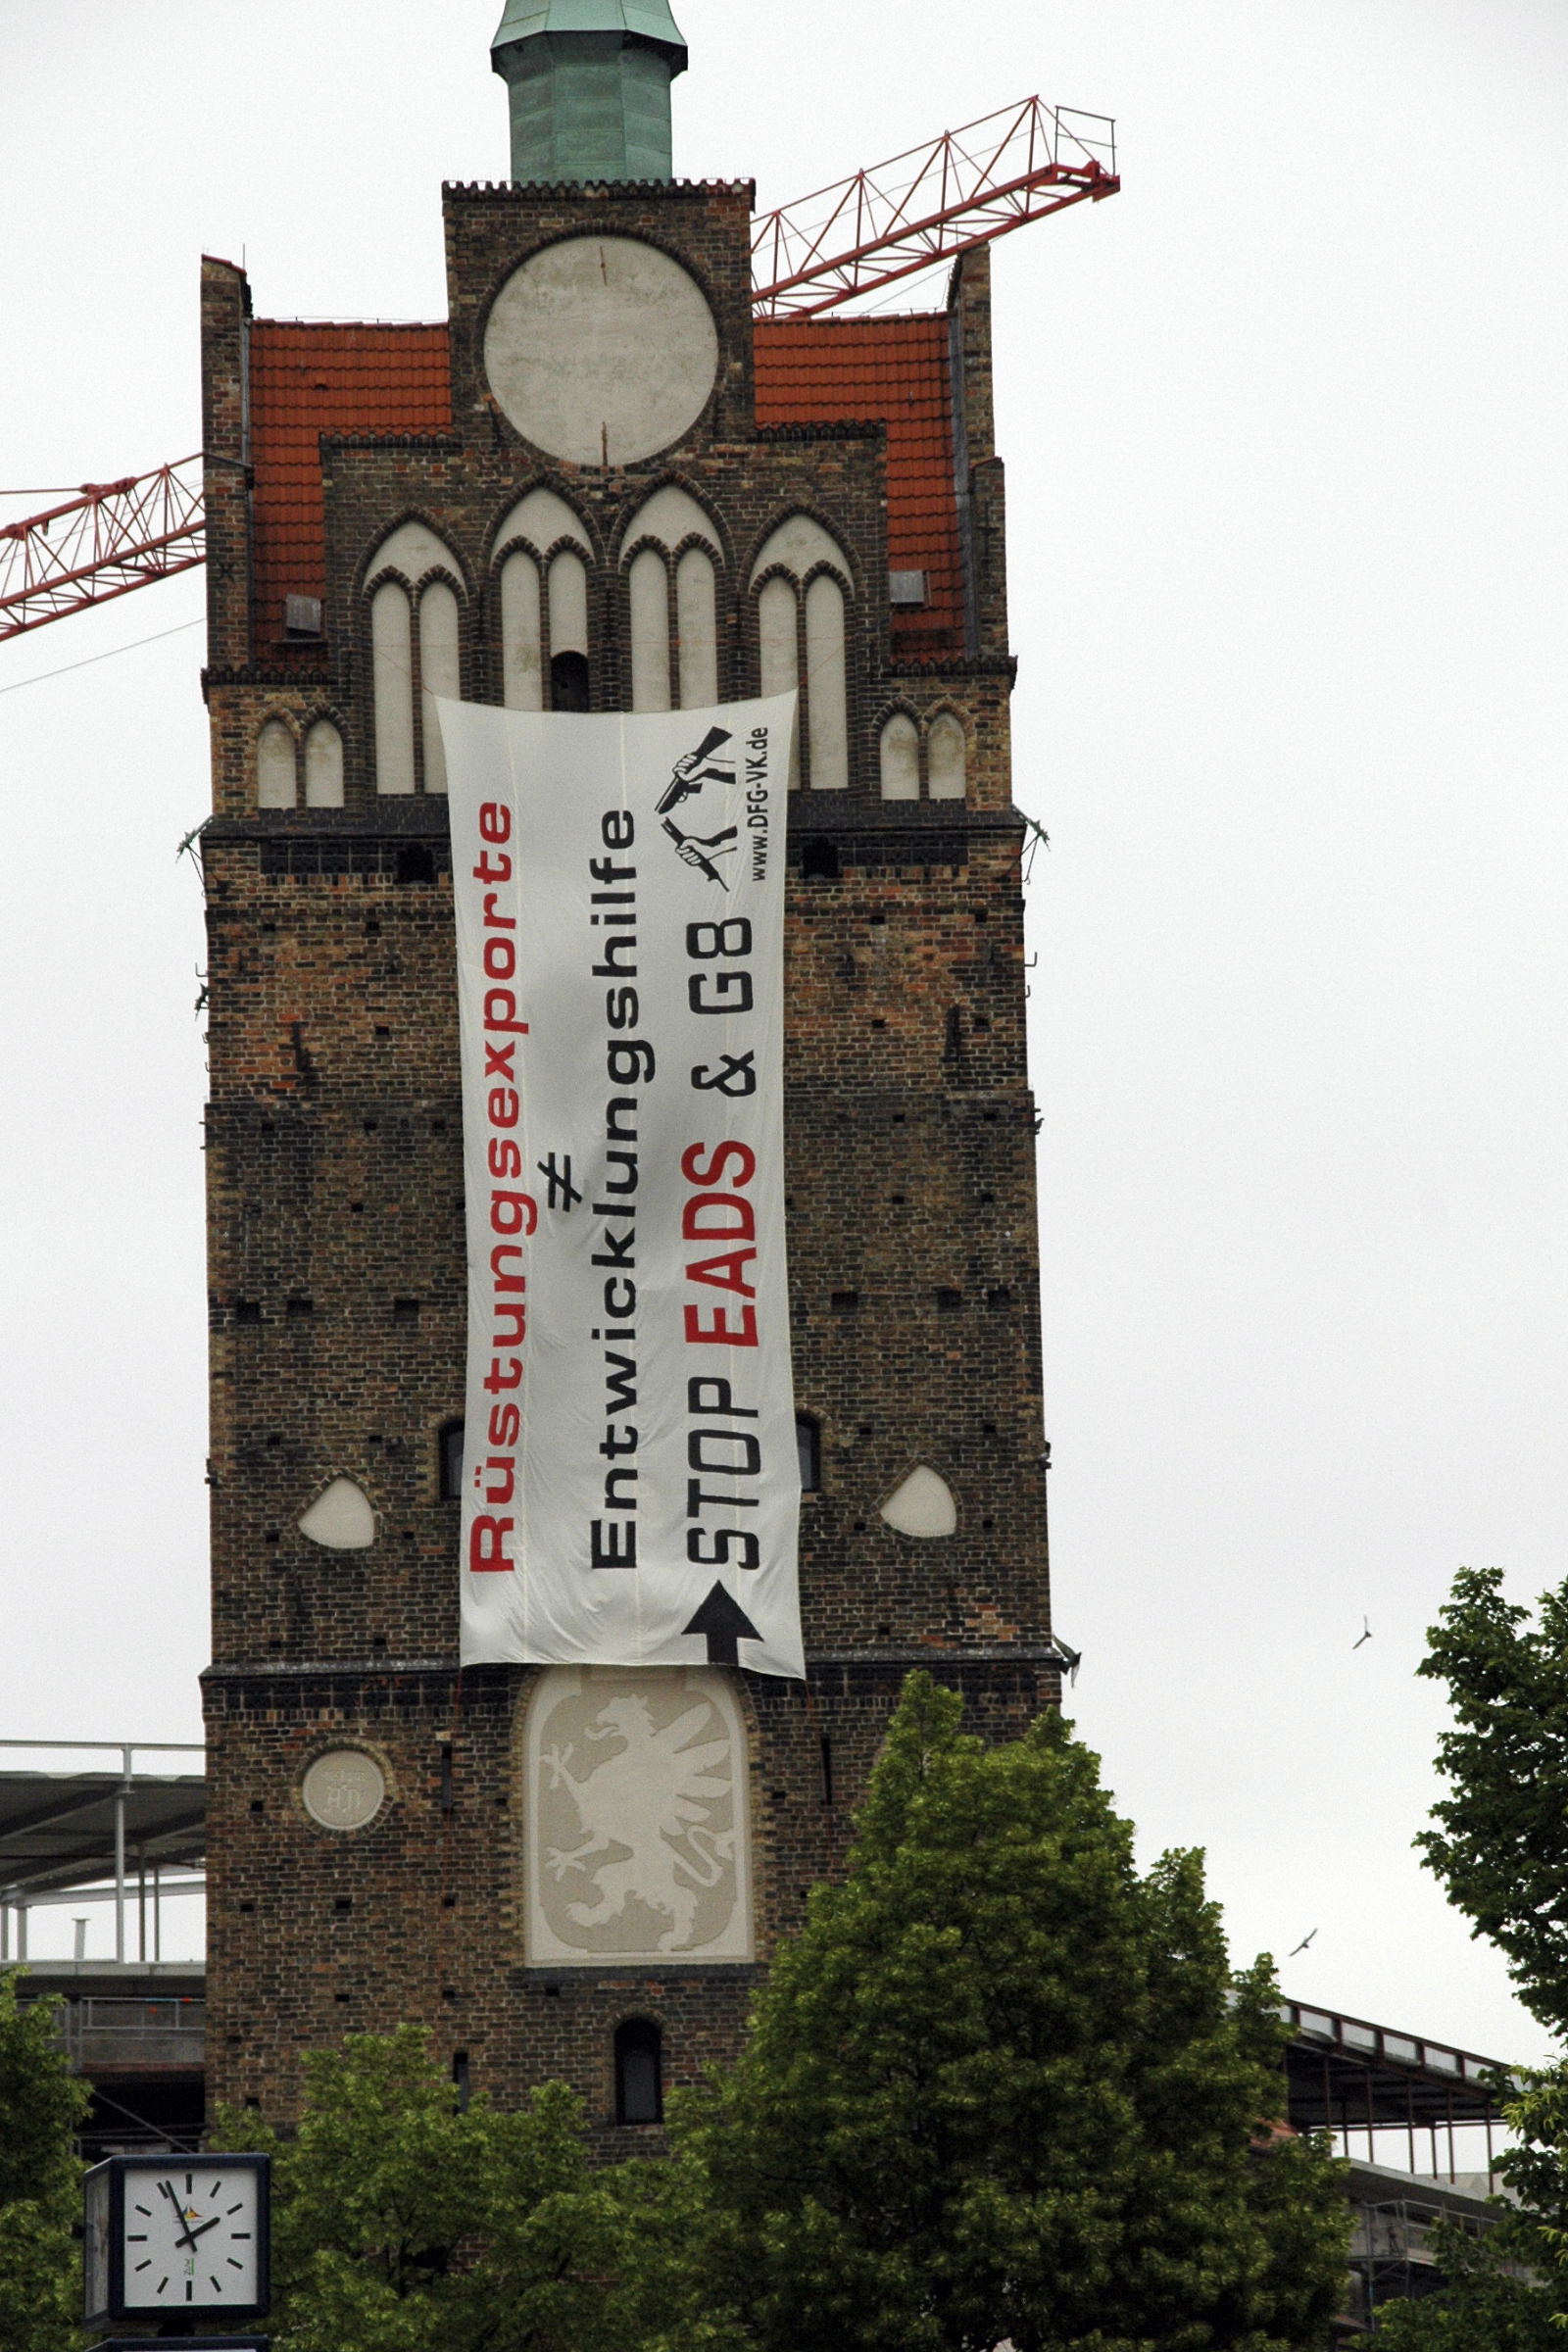 Rüstungsexporte
≠
Entwicklungshilfe
STOP EADS & G8
www.DFG-VK.de